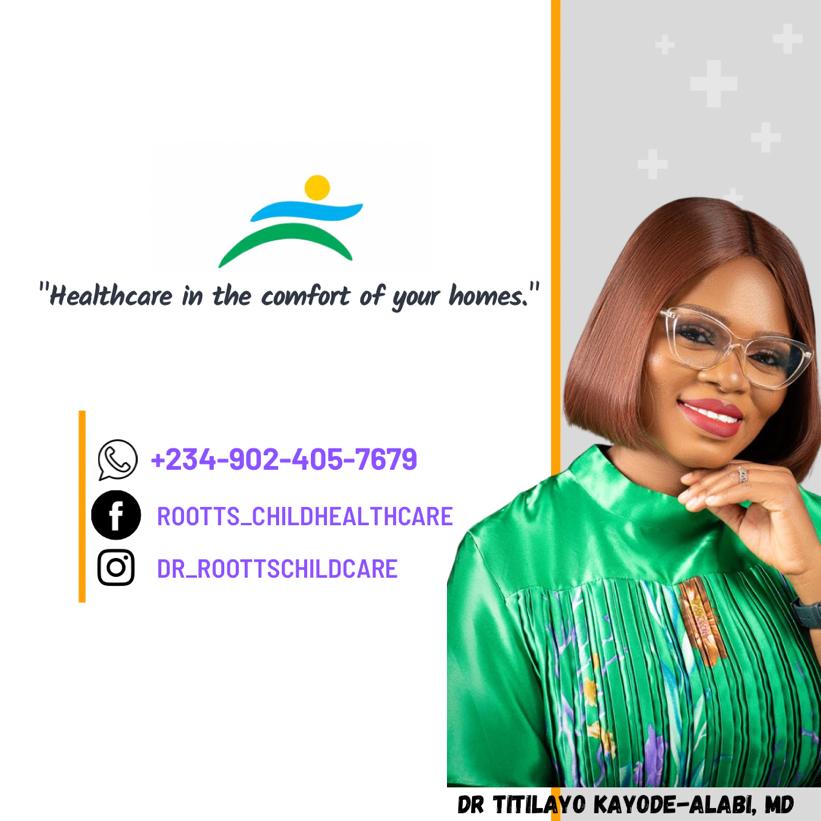 "Healthcare in the comfort of your homes."
+234-902-405-7679
ROOTTS_CHILDHEALTHCARE
DR_ROOTTSCHILDCARE
DR TITILAYO KAYODE-ALABI, MD